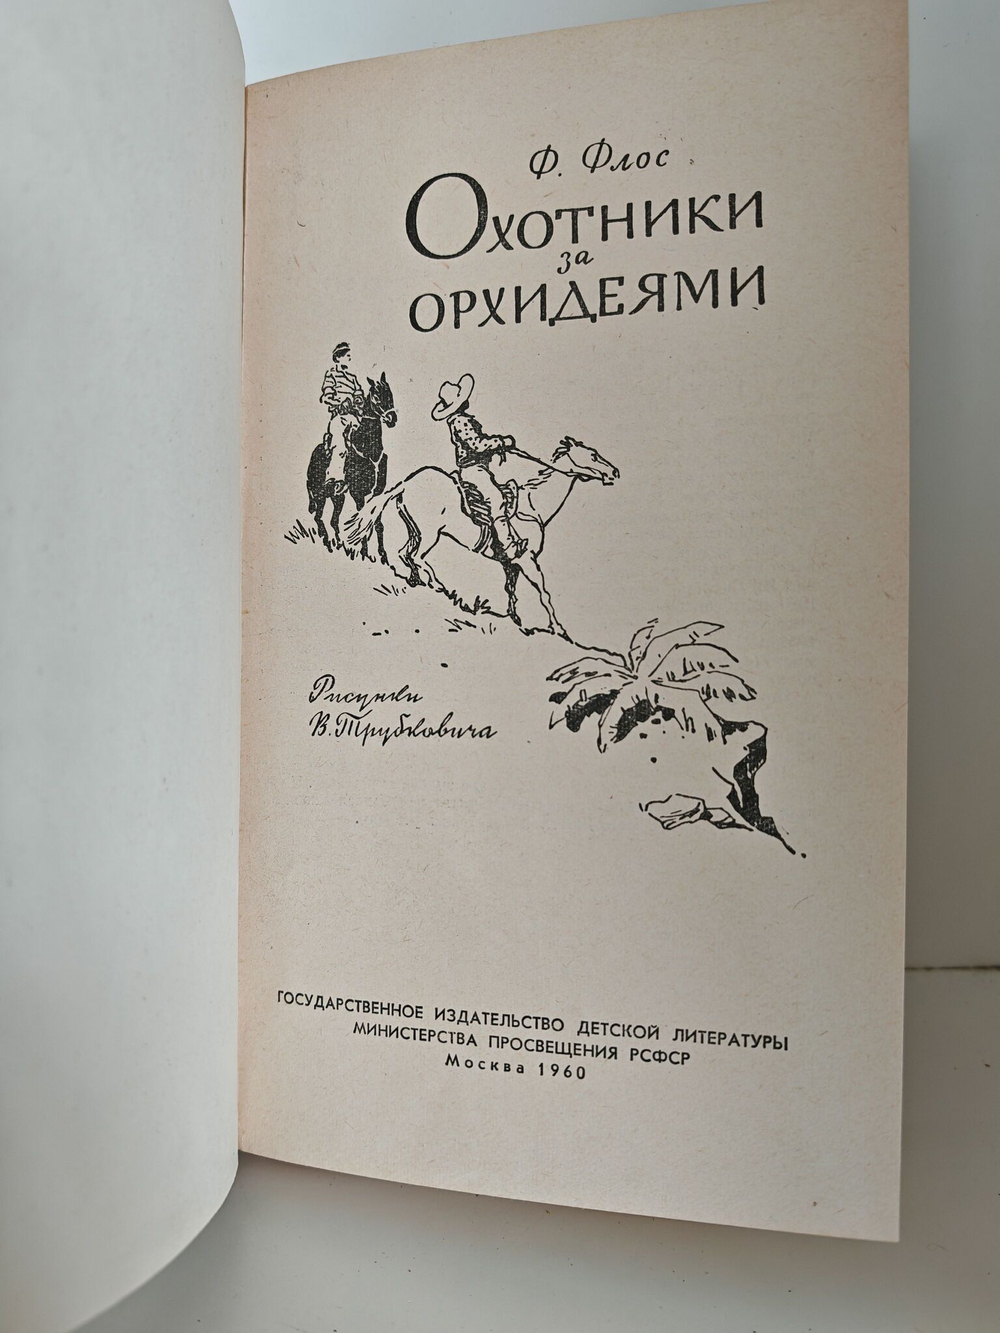 Ф. Флос
Охотники
за
орхидеями
Рисунки
В. Трубковича
ГОСУДАРСТВЕННОЕ ИЗДАТЕЛЬСТВО ДЕТСКОЙ ЛИТЕРАТУРЫ
МИНИСТЕРСТВА ПРОСВЕЩЕНИЯ РСФСР
Москва 1960